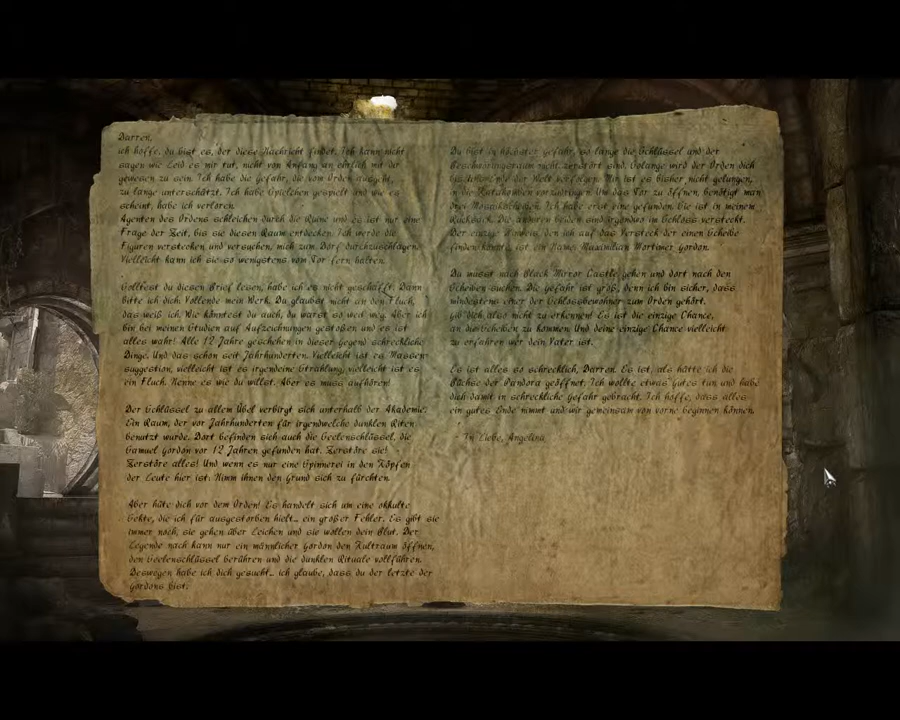 Darren,
ich hoffe, du bist es, der diese Nachricht findet. Ich kann nicht
sagen wie Leid es mir tut, nicht von Anfang an ehrlich mit dir
gewesen zu sein. Ich habe die Gefahr, die vom Orden ausgeht,
zu lange unterschätzt. Ich habe Spielchen gespielt und wie es
scheint, habe ich verloren.
Agenten des Ordens schleichen durch die Ruine und es ist nur eine
Frage der Zeit, bis sie diesen Raum entdecken. Ich werde die
Figuren verstecken und versuchen, mich zum Dorf durchzuschlagen.
Vielleicht kann ich sie so wenigstens vom Tor fern halten.
Solltest du diesen Brief lesen, habe ich es nicht geschafft. Dann
bitte ich dich: Vollende mein Werk. Du glaubst nicht an den Fluch,
das weiß ich. Wie könntest du auch, du warst so weit weg. Aber ich
bin bei meinen Studien auf Aufzeichnungen gestoßen und es ist
alles wahr! Alle 12 Jahre geschehen in dieser Gegend schreckliche
Dinge. Und das schon seit Jahrhunderten. Vielleicht ist es Massen-
suggestion, vielleicht ist es irgendeine Strahlung, vielleicht ist es
ein Fluch. Nenne es wie du willst. Aber es muss aufhören!
Der Schlüssel zu allem Übel verbirgt sich unterhalb der Akademie.
Ein Raum, der vor Jahrhunderten für irgendwelche dunklen Riten
benutzt wurde. Dort befinden sich auch die Seelenschlüssel, die
Samuel Gordon vor 12 Jahren gefunden hat. Zerstöre sie!
Zerstöre alles! Und wenn es nur eine Spinnerei in den Köpfen
der Leute hier ist: Nimm ihnen den Grund sich zu fürchten.
Aber hüte dich vor dem Orden! Es handelt sich um eine okkulte
Sekte, die ich für ausgestorben hielt... ein großer Fehler. Es gibt sie
immer noch, sie gehen über Leichen und sie wollen dein Blut. Der
Legende nach kann nur ein männlicher Gordon den Kultraum öffnen,
den Seelenschlüssel berühren und die dunklen Rituale vollführen.
Deswegen habe ich dich gesucht... ich glaube, dass du der letzte der
Gordons bist.
Du bist in höchster Gefahr, so lange die Schlüssel und der
Beschwörungsraum nicht zerstört sind. Solange wird der Orden dich
auf der Welt verfolgen. Mir ist es bisher nicht gelungen,
in die Katakomben vorzudringen. Um das Tor zu öffnen, benötigt man
drei Mosaikscheiben. Ich habe erst eine gefunden. Sie ist in meinem
Rucksack. Die anderen beiden sind irgendwo im Schloss versteckt.
Der einzige Hinweis, den ich auf das Versteck der einen Scheibe
finden konnte, ist ein Name: Maximilian Mortimer Gordon.
Du musst nach Black Mirror Castle gehen und dort nach den
Scheiben suchen. Die Gefahr ist groß, denn ich bin sicher, dass
mindestens einer der Schlossbewohner zum Orden gehört.
Gib dich also nicht zu erkennen! Es ist die einzige Chance,
an die Scheiben zu kommen. Und deine einzige Chance vielleicht
zu erfahren wer dein Vater ist.
Es ist alles so schrecklich, Darren. Es ist, als hätte ich die
Büchse der Pandora geöffnet. Ich wollte etwas Gutes tun und habe
dich damit in schreckliche Gefahr gebracht. Ich hoffe, dass alles
ein gutes Ende nimmt und wir gemeinsam von vorne beginnen können.
- In Liebe, Angelina